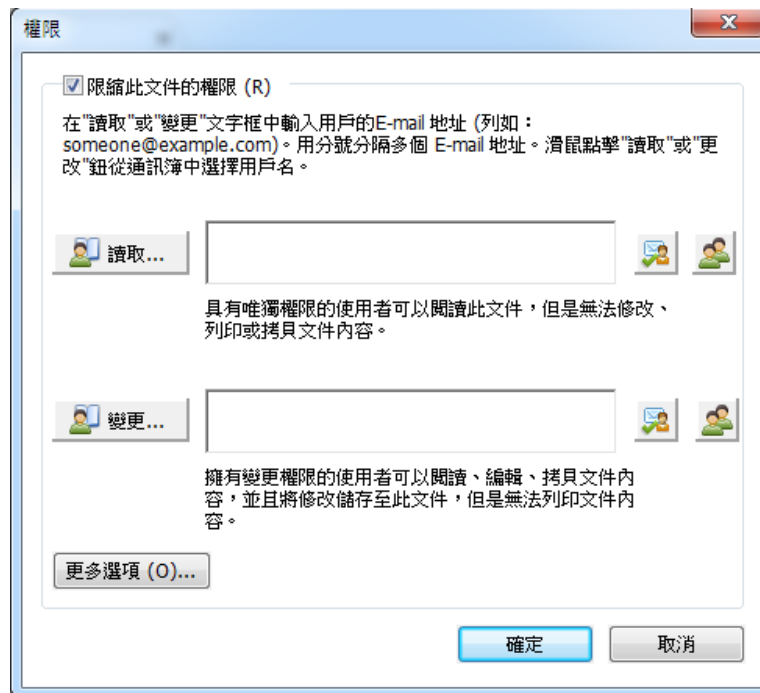 權限
限縮此文件的權限 (R)
在"讀取"或"變更"文字框中輸入用戶的E-mail 地址 (列如：
someone@example.com)。用分號分隔多個 E-mail 地址。滑鼠點擊"讀取"或"更
改"鈕從通訊簿中選擇用戶名。
讀取...
具有唯獨權限的使用者可以閱讀此文件，但是無法修改、
列印或拷貝文件內容。
變更...
擁有變更權限的使用者可以閱讀、編輯、拷貝文件內
容，並且將修改儲存至此文件，但是無法列印文件內
容。
更多選項 (O)...
確定
取消